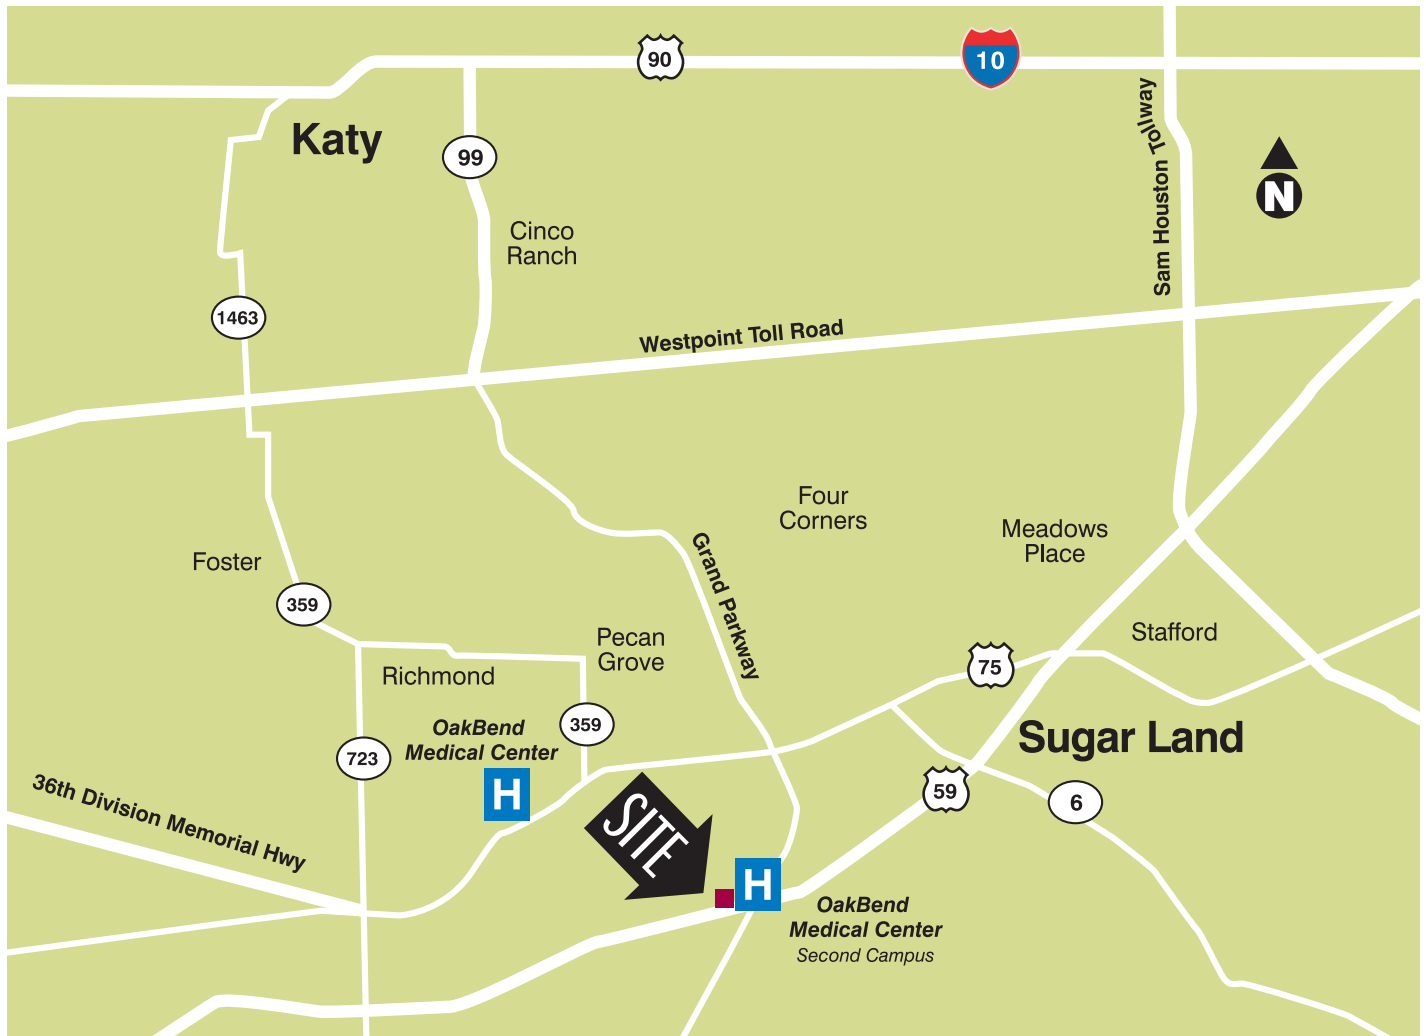 90
10
Katy
99
Sam Houston Tollway
N
Cinco
Ranch
1463
Westpoint Toll Road
Four
Corners
Meadows
Place
Grand Parkway
Foster
359
Pecan
Grove
Stafford
75
Richmond
359
OakBend
Medical Center
Sugar Land
723
H
59
6
36th Division Memorial Hwy
SITE
H
OakBend
Medical Center
Second Campus